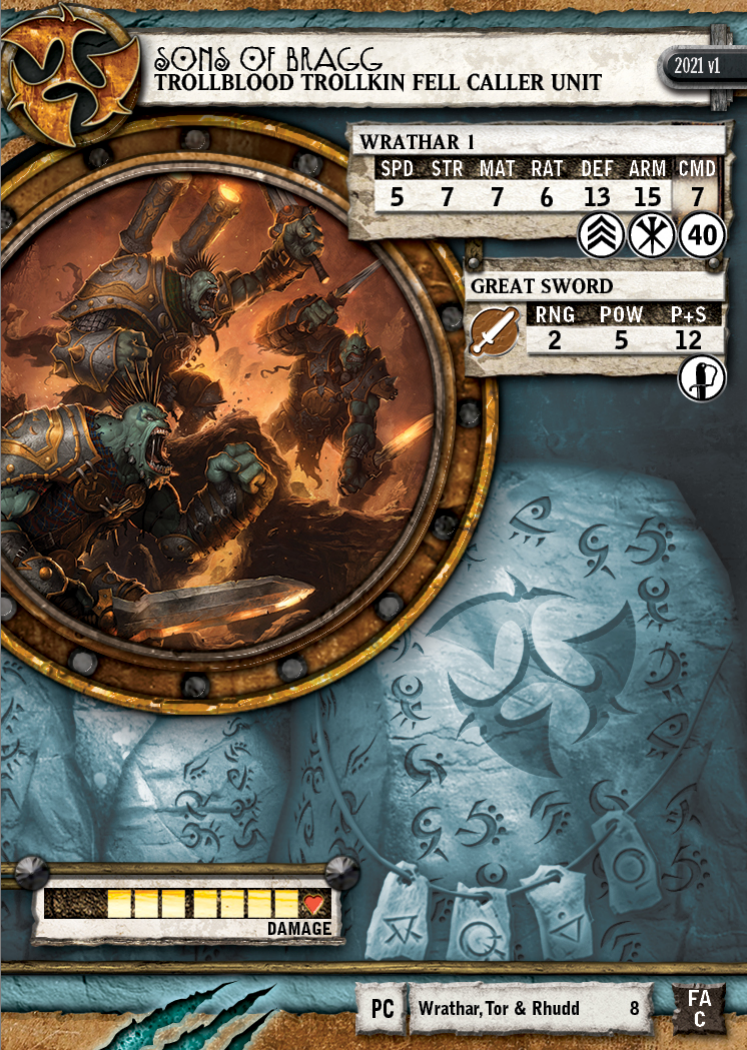 SONS OF BRAGG
TROLLBLOOD TROLLKIN FELL CALLER UNIT
2021 v1
WRATHAR 1
SPD STR MAT RAT DEF ARM CMD
5 7 7 6 13 15 7
40
GREAT SWORD
RNG POW P+S
2 5 12
DAMAGE
PC Wrathar, Tor & Rhudd 8
FA
C